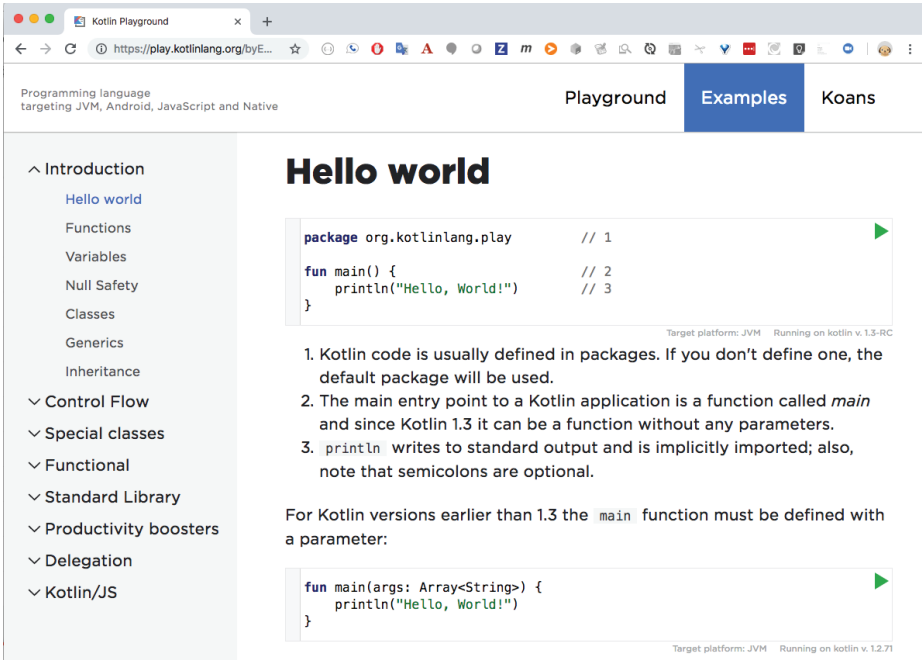 Kotlin Playground
https://play.kotlinlang.org/byE...
Programming language
targeting JVM, Android, JavaScript and Native
Playground
Examples
Koans
Introduction
Hello world
Functions
Variables
Null Safety
Classes
Generics
Inheritance
Control Flow
Special classes
Functional
Standard Library
Productivity boosters
Delegation
Kotlin/JS
Hello world
package org.kotlinlang.play // 1
fun main() { // 2
println("Hello, World!") // 3
}
Target platform: JVM Running on kotlin v. 1.3-RC
1. Kotlin code is usually defined in packages. If you don't define one, the
default package will be used.
2. The main entry point to a Kotlin application is a function called main
and since Kotlin 1.3 it can be a function without any parameters.
3. println writes to standard output and is implicitly imported; also,
note that semicolons are optional.
For Kotlin versions earlier than 1.3 the main function must be defined with
a parameter:
fun main(args: Array<String>) {
println("Hello, World!")
}
Target platform: JVM Running on kotlin v. 1.2.71